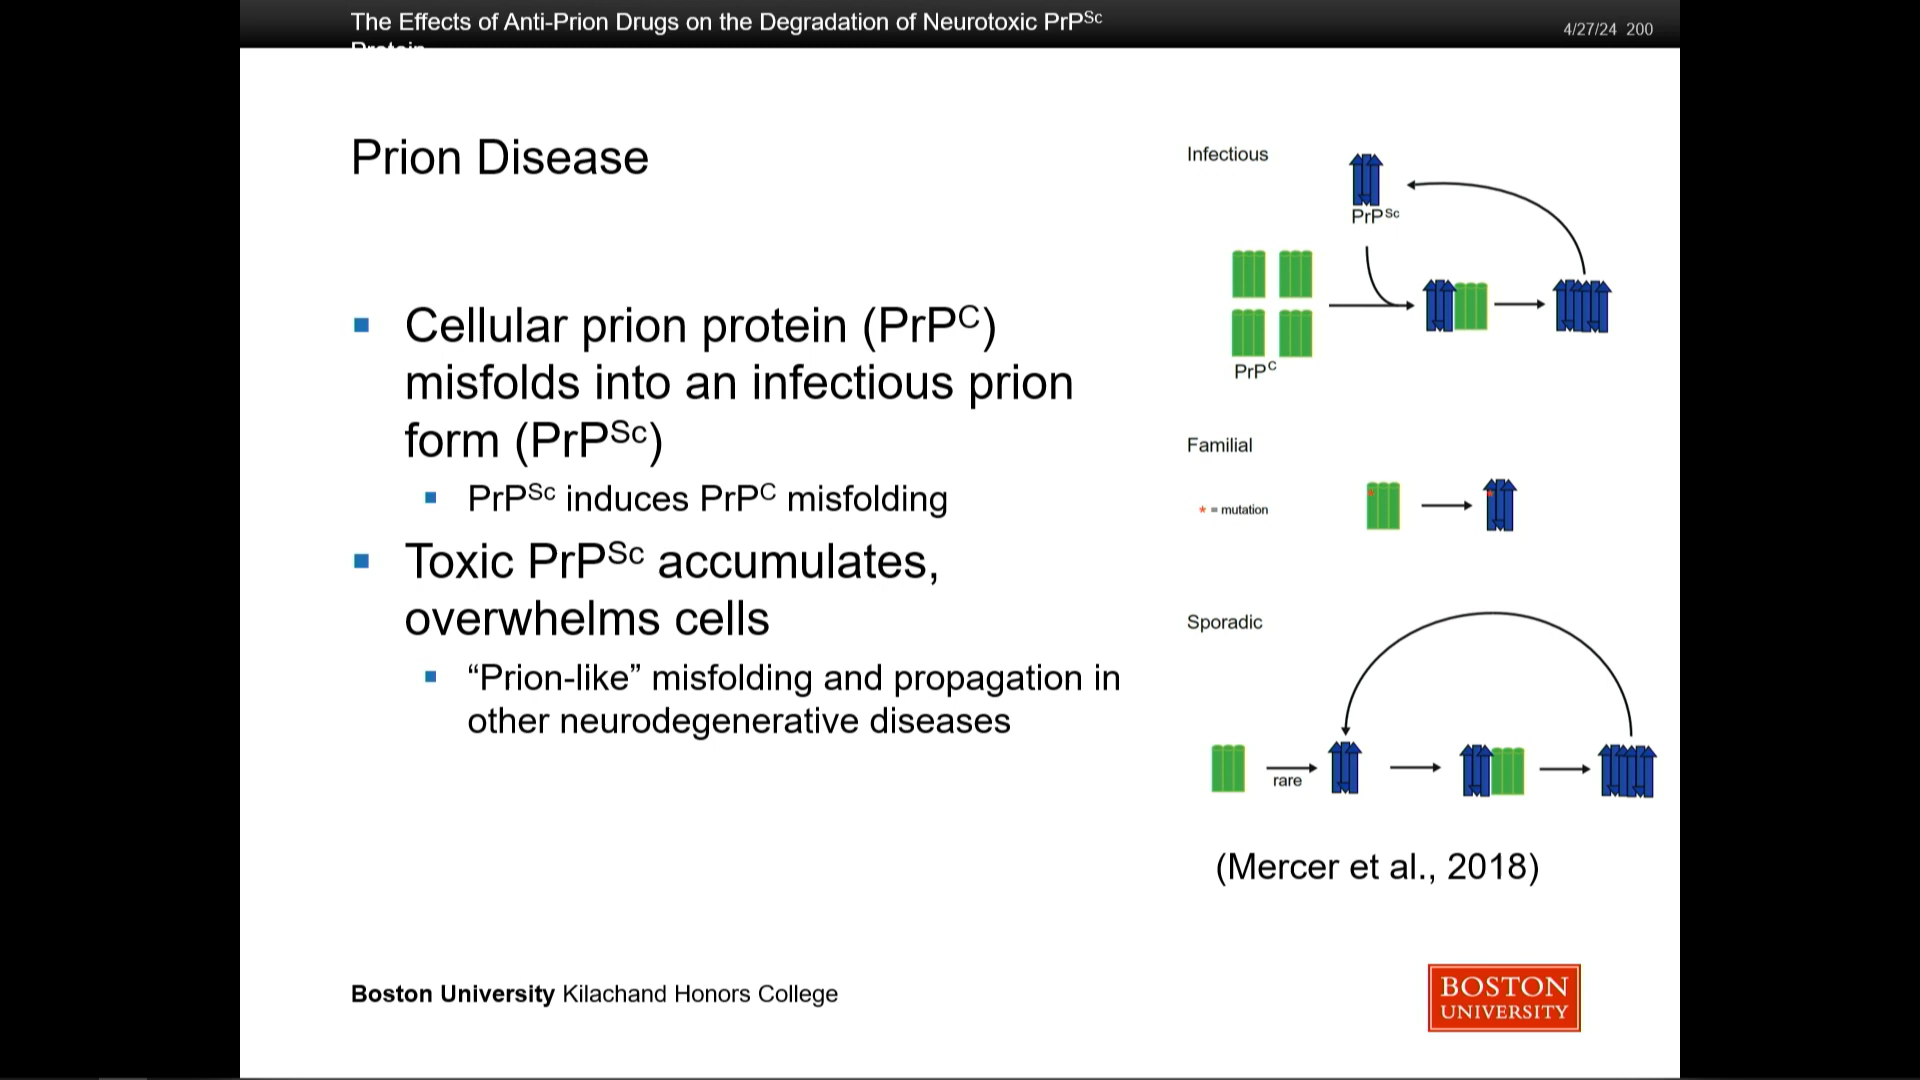 The Effects of Anti-Prion Drugs on the Degradation of Neurotoxic PrPSc
Protein
4/27/24 200
Prion Disease
Cellular prion protein (PrPC)
misfolds into an infectious prion
form (PrPSc)
PrPSc induces PrPC misfolding
Toxic PrPSc accumulates,
overwhelms cells
“Prion-like” misfolding and propagation in
other neurodegenerative diseases
Infectious
PrPSc
PrPC
Familial
* = mutation
Sporadic
rare
(Mercer et al., 2018)
Boston University Kilachand Honors College
BOSTON
UNIVERSITY